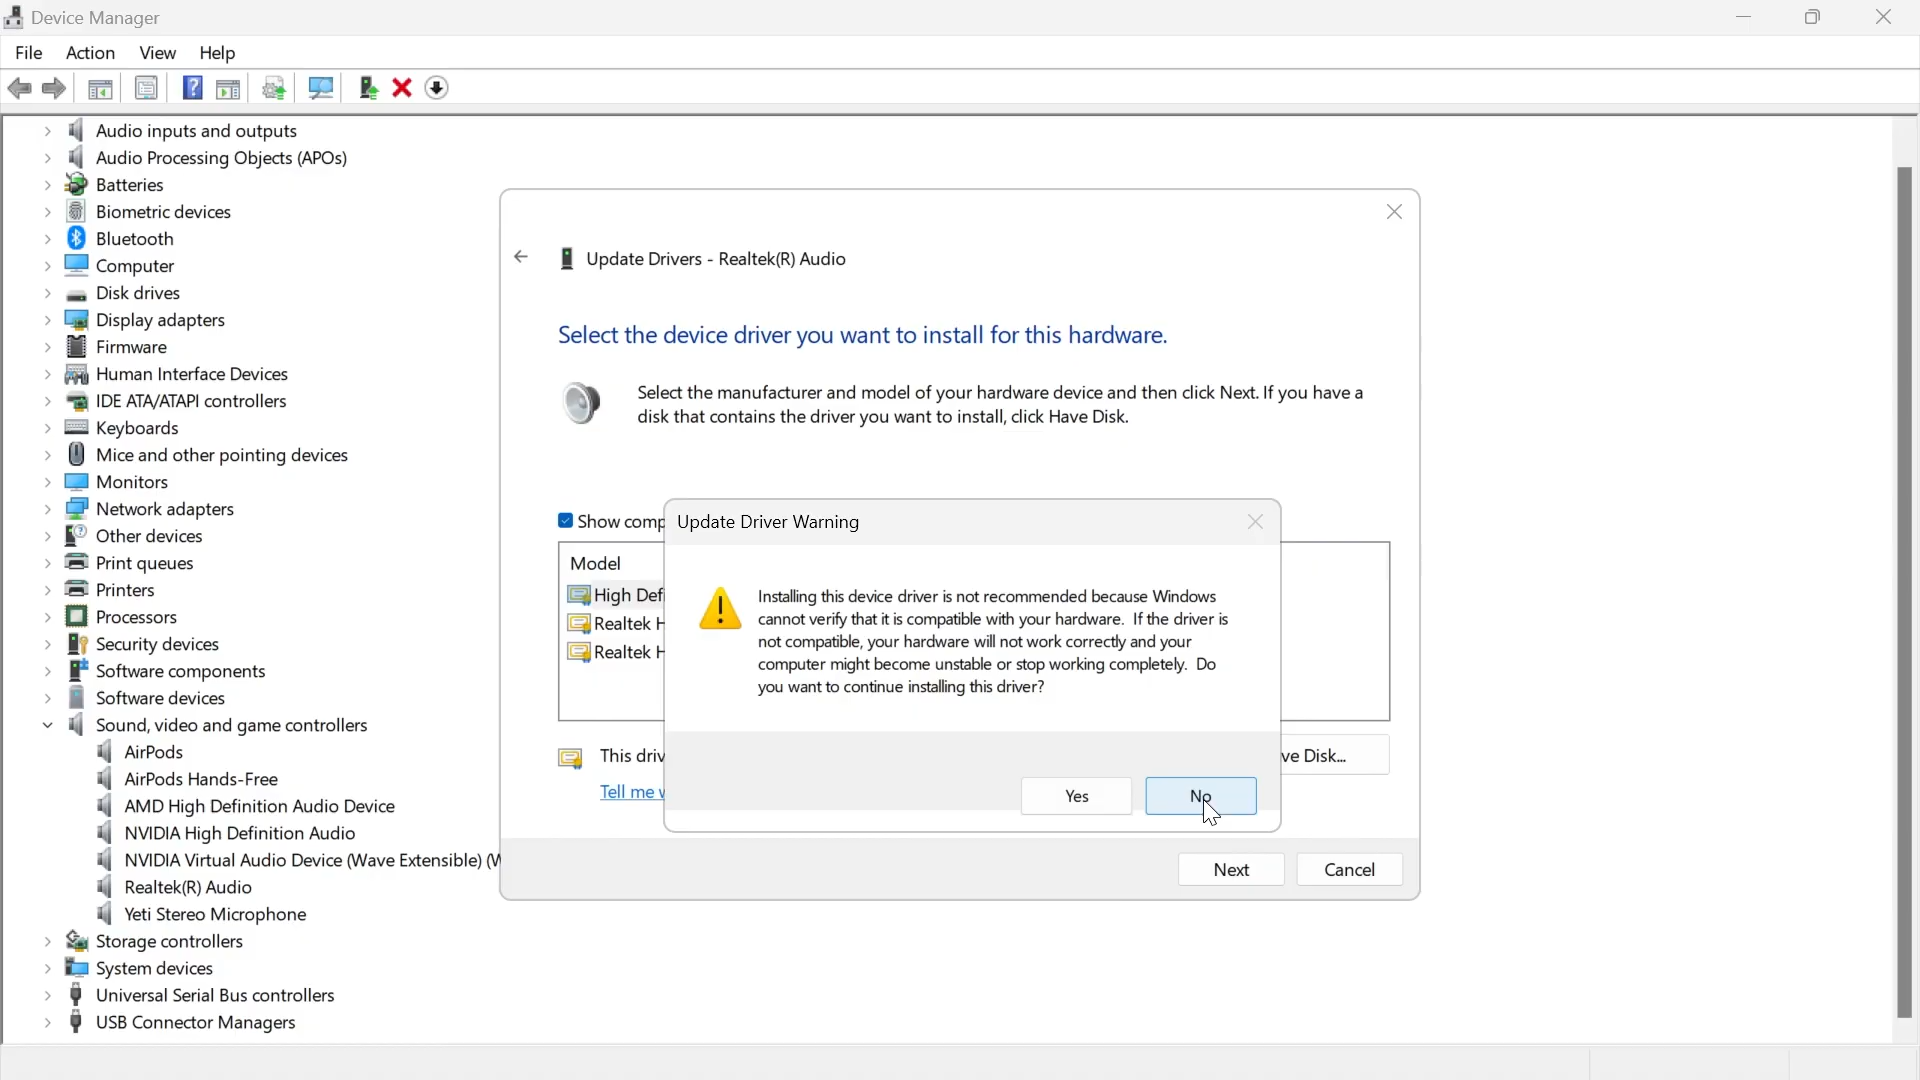 Device Manager
File Action View Help
Audio inputs and outputs
Audio Processing Objects (APOs)
Batteries
Biometric devices
Bluetooth
Computer
Disk drives
Display adapters
Firmware
Human Interface Devices
IDE ATA/ATAPI controllers
Keyboards
Mice and other pointing devices
Monitors
Network adapters
Other devices
Print queues
Printers
Processors
Security devices
Software components
Software devices
Sound, video and game controllers
AirPods
AirPods Hands-Free
AMD High Definition Audio Device
NVIDIA High Definition Audio
NVIDIA Virtual Audio Device (Wave Extensible)
Realtek(R) Audio
Yeti Stereo Microphone
Storage controllers
System devices
Universal Serial Bus controllers
USB Connector Managers
Update Drivers - Realtek(R) Audio
Select the device driver you want to install for this hardware.
Select the manufacturer and model of your hardware device and then click Next. If you have a
disk that contains the driver you want to install, click Have Disk.
Show comp
Model
High Defi
Realtek H
Realtek H
This driv
Tell me w
ve Disk...
Update Driver Warning
Installing this device driver is not recommended because Windows
cannot verify that it is compatible with your hardware. If the driver is
not compatible, your hardware will not work correctly and your
computer might become unstable or stop working completely. Do
you want to continue installing this driver?
Yes No
Next Cancel